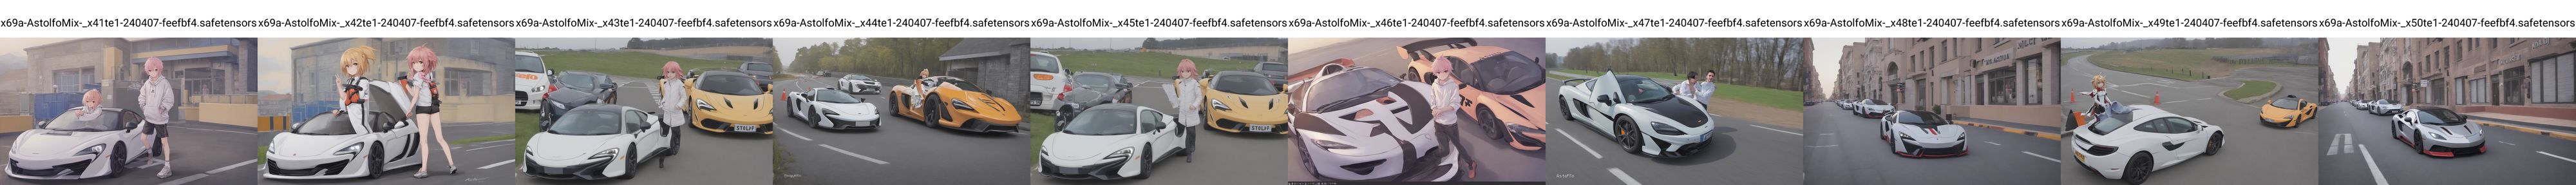 x69a-AstolfoMix-_x41te1-240407-feefbf4.safetensors
x69a-AstolfoMix-_x42te1-240407-feefbf4.safetensors
x69a-AstolfoMix-_x43te1-240407-feefbf4.safetensors
x69a-AstolfoMix-_x44te1-240407-feefbf4.safetensors
x69a-AstolfoMix-_x45te1-240407-feefbf4.safetensors
x69a-AstolfoMix-_x46te1-240407-feefbf4.safetensors
x69a-AstolfoMix-_x47te1-240407-feefbf4.safetensors
x69a-AstolfoMix-_x48te1-240407-feefbf4.safetensors
x69a-AstolfoMix-_x49te1-240407-feefbf4.safetensors
x69a-AstolfoMix-_x50te1-240407-feefbf4.safetensors